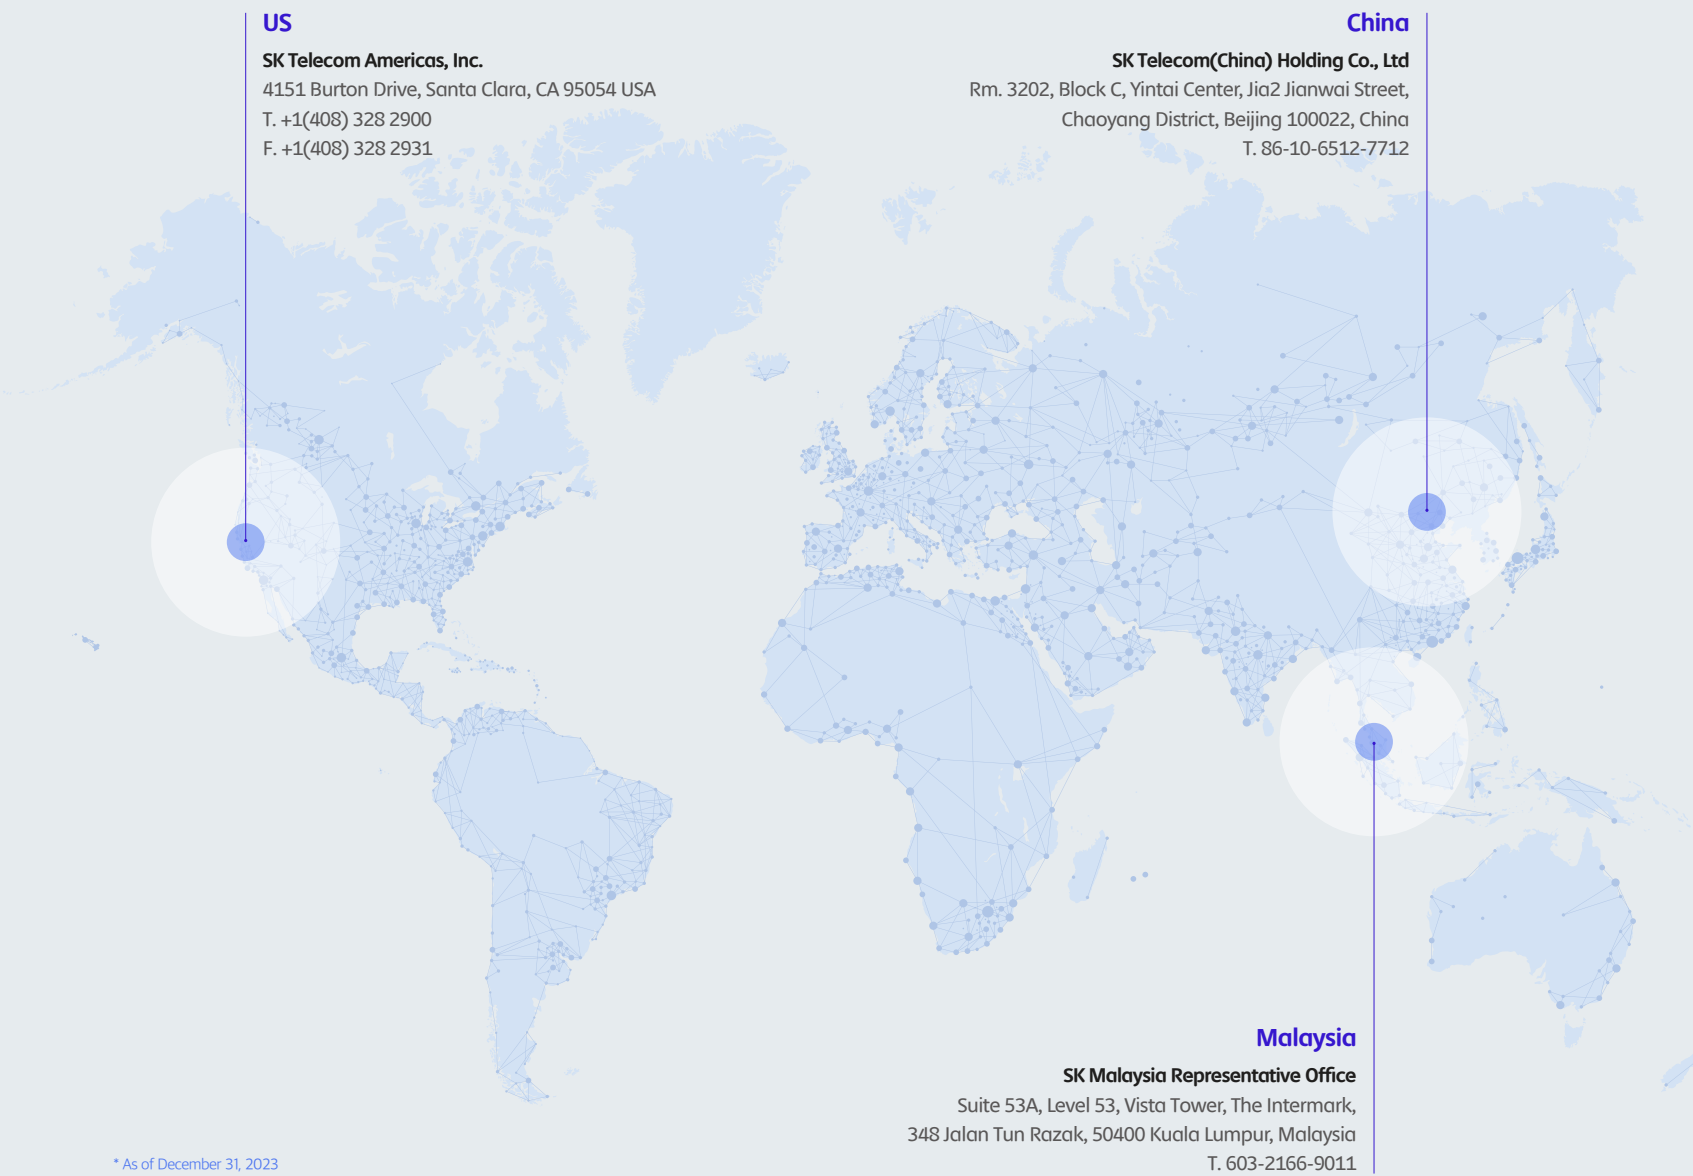 US
SK Telecom Americas, Inc.
4151 Burton Drive, Santa Clara, CA 95054 USA
T. +1(408) 328 2900
F. +1(408) 328 2931
China
SK Telecom(China) Holding Co., Ltd
Rm. 3202, Block C, Yintai Center, Jia2 Jianwai Street,
Chaoyang District, Beijing 100022, China
T. 86-10-6512-7712
Malaysia
SK Malaysia Representative Office
Suite 53A, Level 53, Vista Tower, The Intermark,
348 Jalan Tun Razak, 50400 Kuala Lumpur, Malaysia
T. 603-2166-9011
* As of December 31, 2023